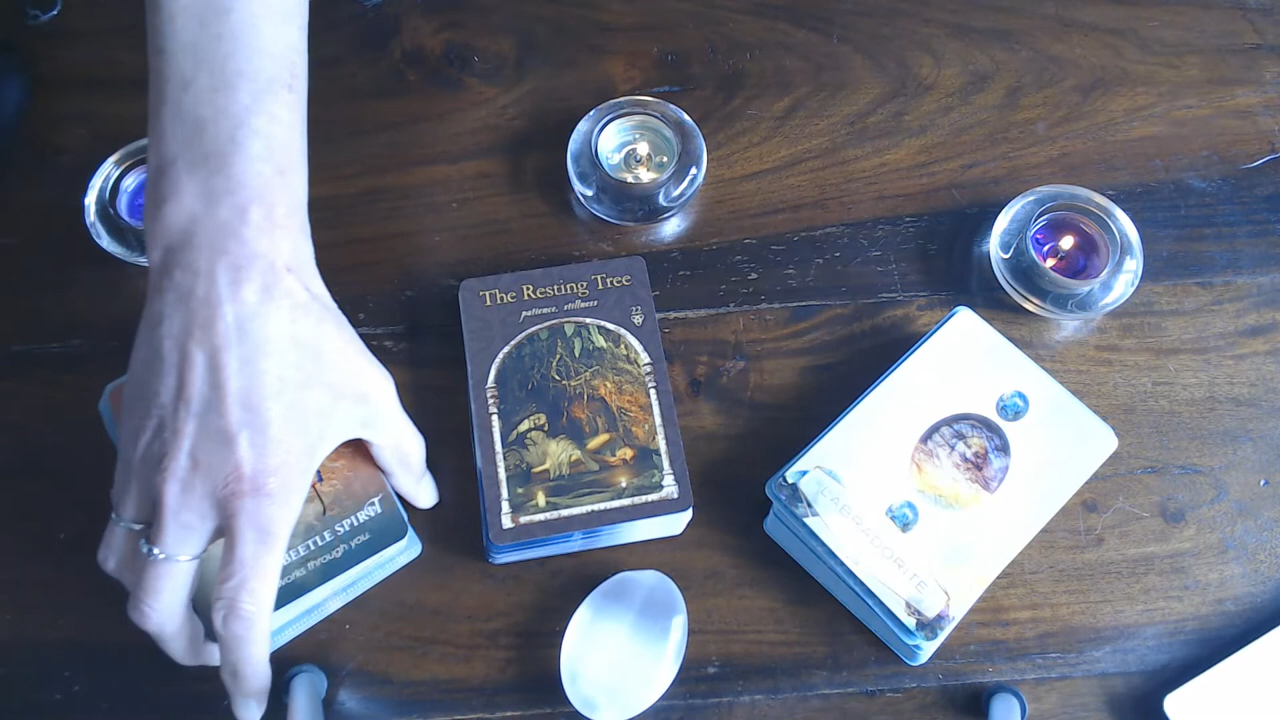 The Resting Tree
patience, stillness
22
BEETLE SPIRIT
works through you.
LABRADORITE